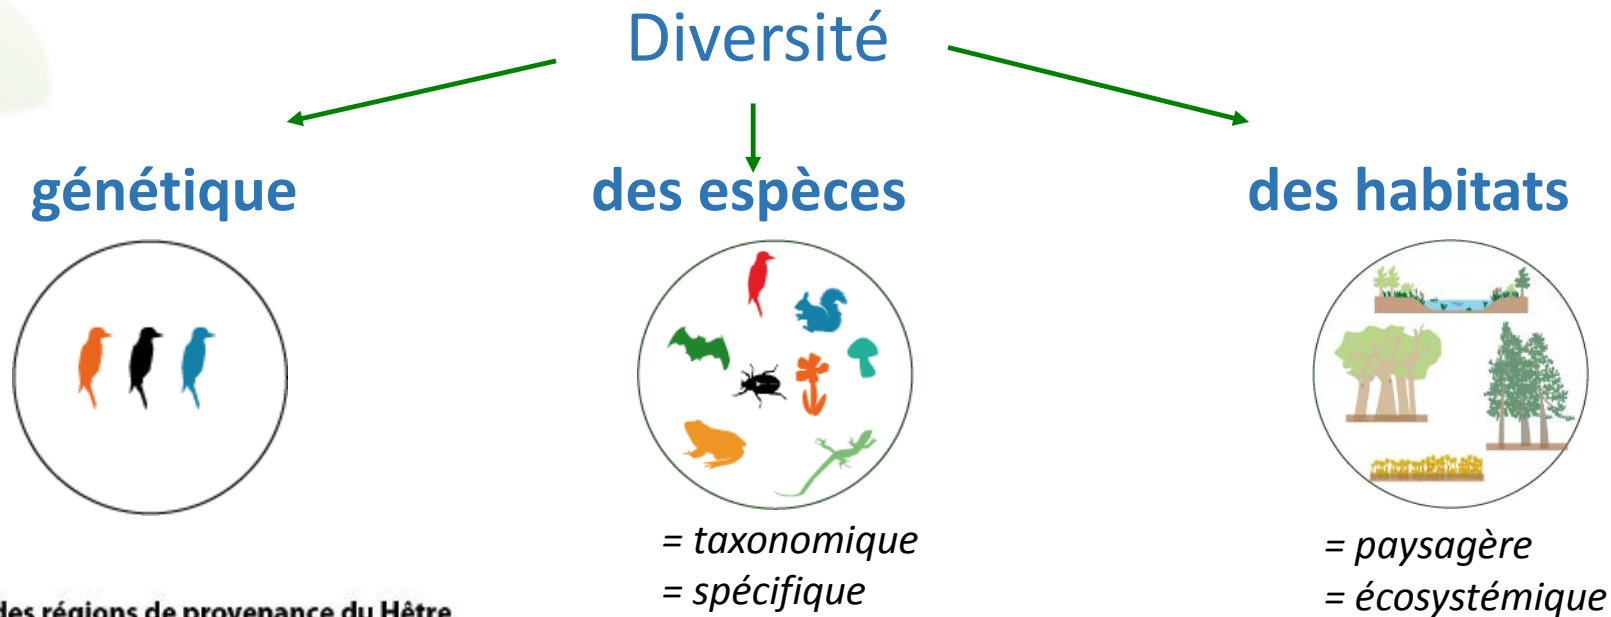 Diversité
génétique
des espèces
des habitats
= taxonomique
= spécifique
= paysagère
= écosystémique
des régions de provenance du Hêtre